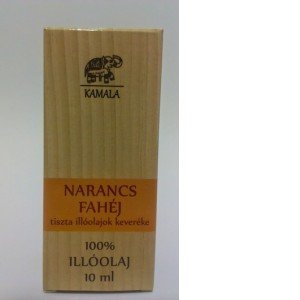 KAMALA
NARANCS
FAHÉJ
tiszta illóolajok keveréke
100%
ILLÓOLAJ
10 ml